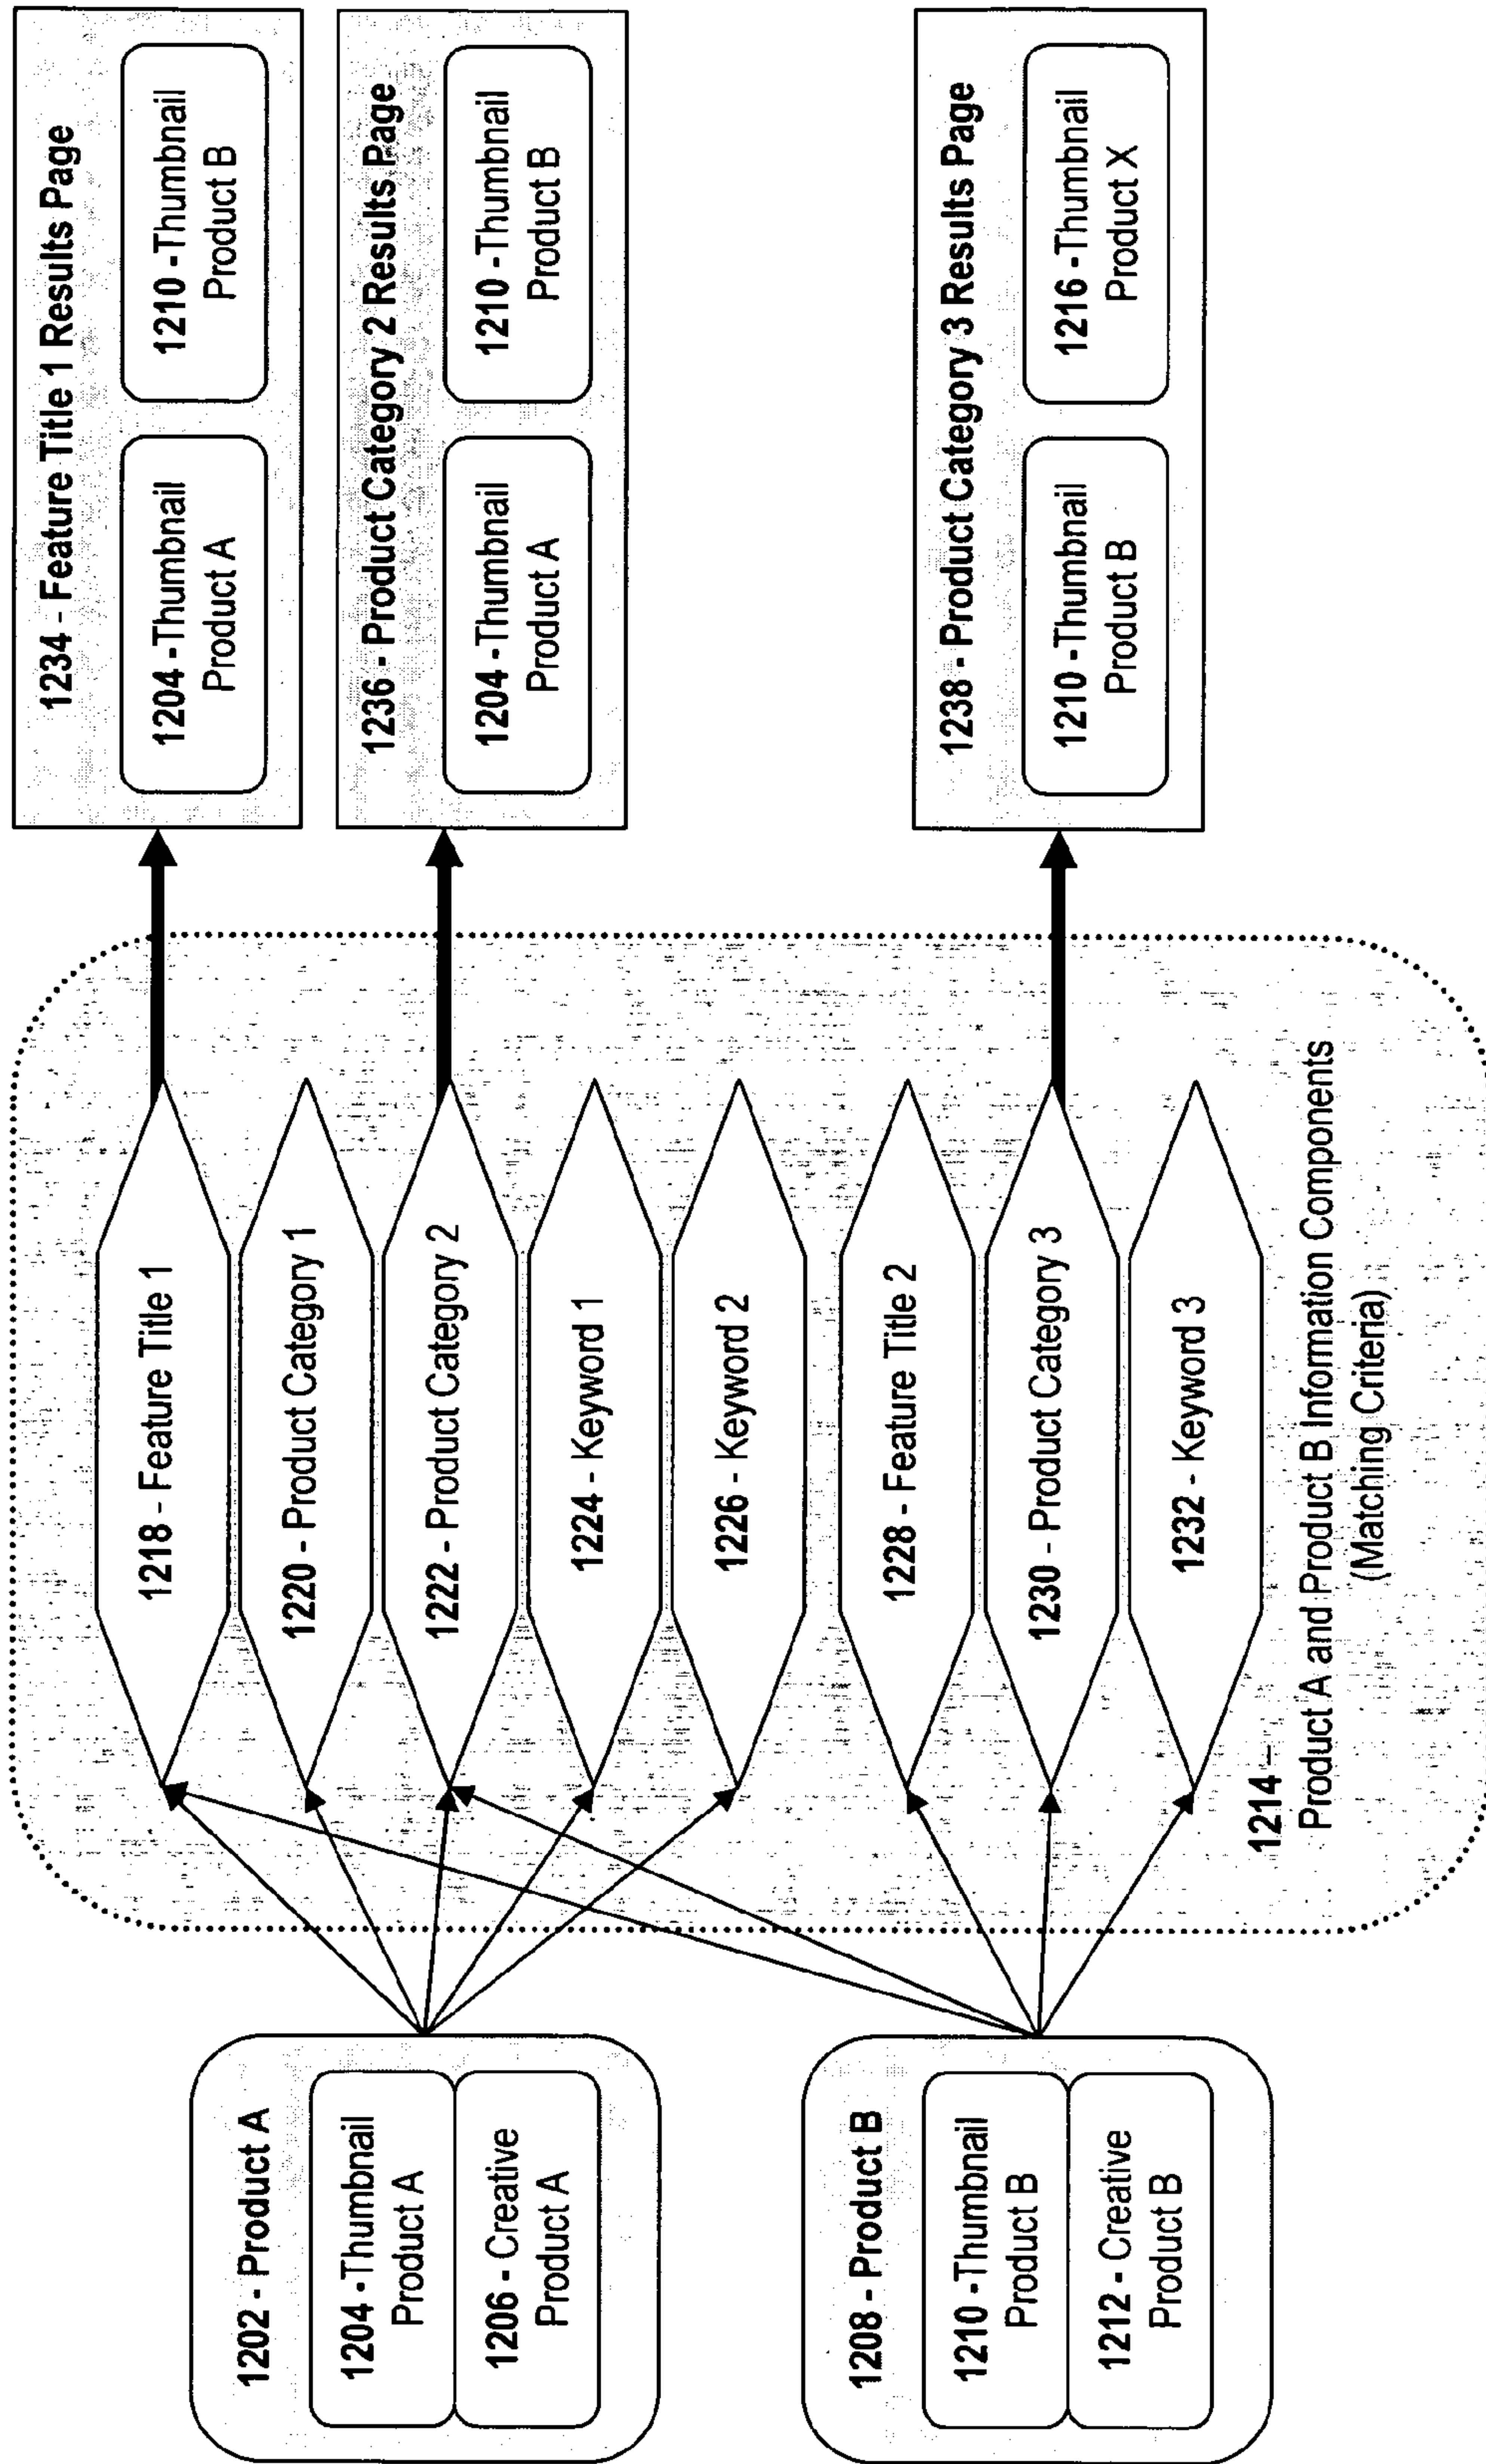 1202 - Product A
1204 -Thumbnail
Product A
1206 - Creative
Product A
1208 - Product B
1210 -Thumbnail
Product B
1212 - Creative
Product B
1218 - Feature Title 1
1220 - Product Category 1
1222 - Product Category 2
1224 - Keyword 1
1226 - Keyword 2
1228 - Feature Title 2
1230 - Product Category 3
1232 - Keyword 3
1214 –
Product A and Product B Information Components
(Matching Criteria)
1234 - Feature Title 1 Results Page
1204 -Thumbnail
Product A
1210 -Thumbnail
Product B
1236 - Product Category 2 Results Page
1204 -Thumbnail
Product A
1210 -Thumbnail
Product B
1238 - Product Category 3 Results Page
1210 -Thumbnail
Product B
1216 -Thumbnail
Product X